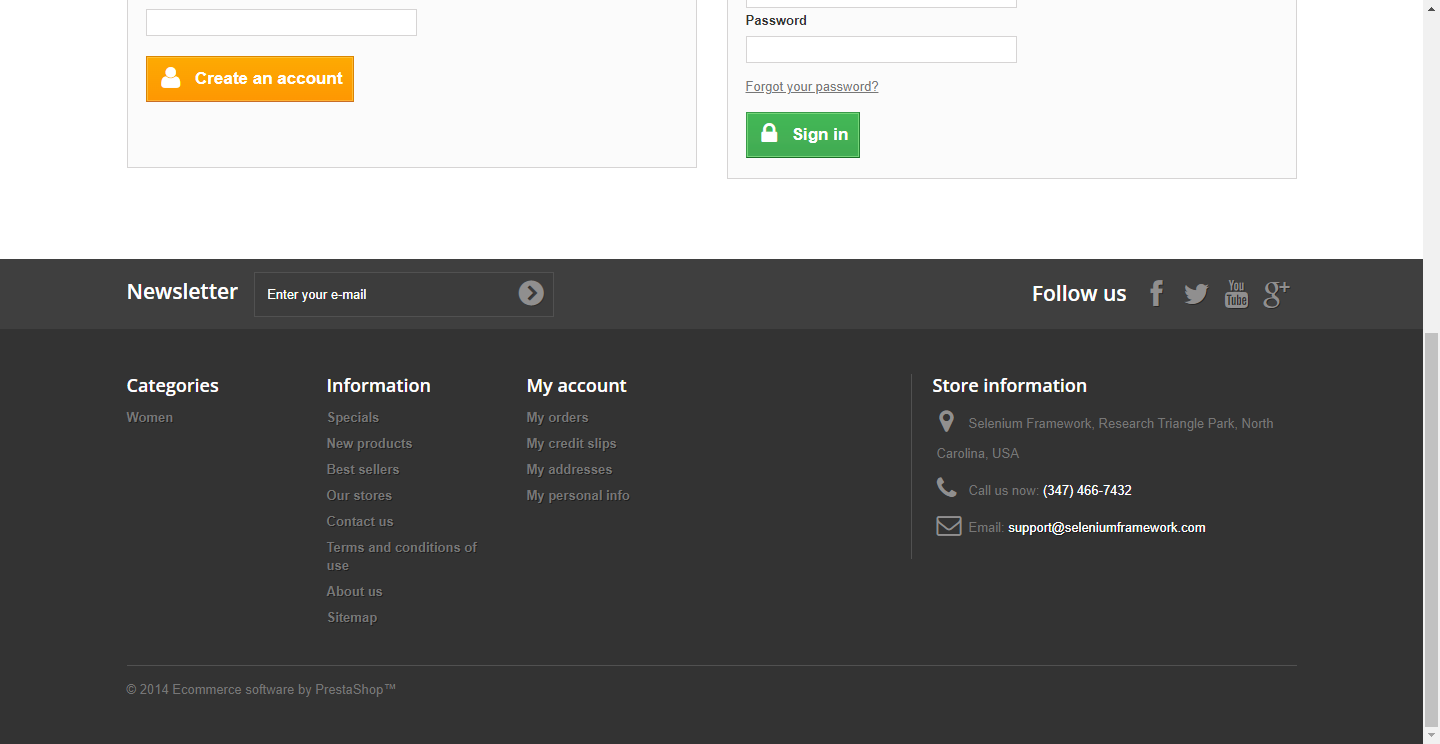 Create an account
Password
Forgot your password?
Sign in
Newsletter
Enter your e-mail
Follow us
You
Tube
g+
Categories
Women
Information
Specials
New products
Best sellers
Our stores
Contact us
Terms and conditions of
use
About us
Sitemap
My account
My orders
My credit slips
My addresses
My personal info
Store information
Selenium Framework, Research Triangle Park, North
Carolina, USA
Call us now: (347) 466-7432
Email: support@seleniumframework.com
© 2014 Ecommerce software by PrestaShop™